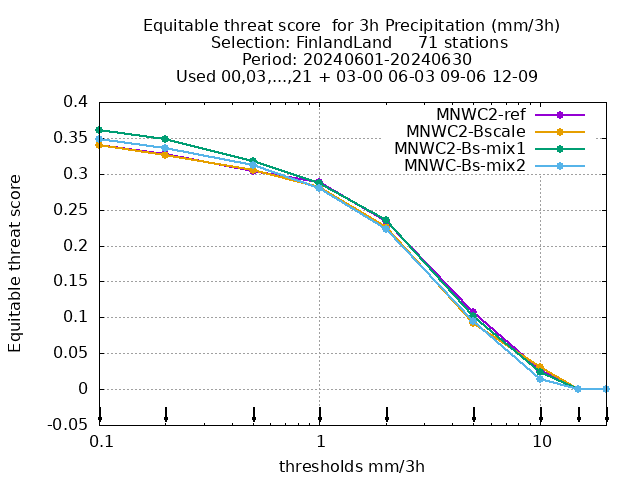 Equitable threat score  for 3h Precipitation (mm/3h)
Selection: FinlandLand     71 stations
Period: 20240601-20240630
Used 00,03,...,21 + 03-00 06-03 09-06 12-09
MNWC2-ref
MNWC2-Bscale
MNWC2-Bs-mix1
MNWC-Bs-mix2
Equitable threat score
0.4
0.35
0.3
0.25
0.2
0.15
0.1
0.05
0
-0.05
0.1 1 10
thresholds mm/3h